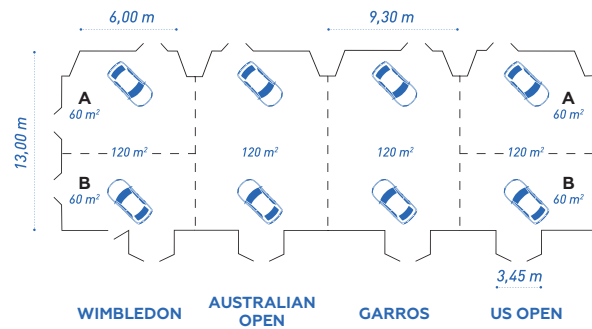 6,00 m
9,30 m
13,00 m
A
60 m²
A
60 m²
120 m²
120 m²
120 m²
120 m²
B
60 m²
B
60 m²
3,45 m
WIMBLEDON
AUSTRALIAN
OPEN
GARROS
US OPEN